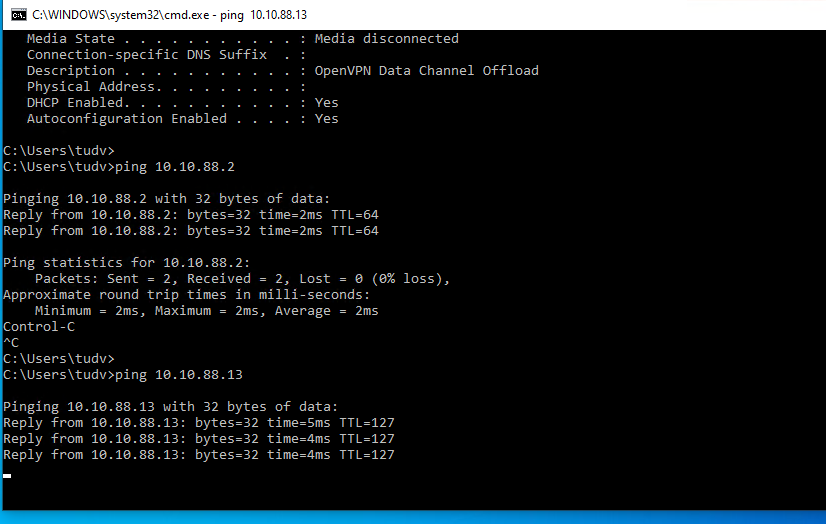 C:\WINDOWS\system32\cmd.exe - ping  10.10.88.13
   Media State . . . . . . . . . . . : Media disconnected
   Connection-specific DNS Suffix  . :
   Description . . . . . . . . . . . : OpenVPN Data Channel Offload
   Physical Address. . . . . . . . . :
   DHCP Enabled. . . . . . . . . . . : Yes
   Autoconfiguration Enabled . . . . : Yes

C:\Users\tudv>
C:\Users\tudv>ping 10.10.88.2

Pinging 10.10.88.2 with 32 bytes of data:
Reply from 10.10.88.2: bytes=32 time=2ms TTL=64
Reply from 10.10.88.2: bytes=32 time=2ms TTL=64

Ping statistics for 10.10.88.2:
    Packets: Sent = 2, Received = 2, Lost = 0 (0% loss),
Approximate round trip times in milli-seconds:
    Minimum = 2ms, Maximum = 2ms, Average = 2ms
Control-C
^C
C:\Users\tudv>
C:\Users\tudv>ping 10.10.88.13

Pinging 10.10.88.13 with 32 bytes of data:
Reply from 10.10.88.13: bytes=32 time=5ms TTL=127
Reply from 10.10.88.13: bytes=32 time=4ms TTL=127
Reply from 10.10.88.13: bytes=32 time=4ms TTL=127